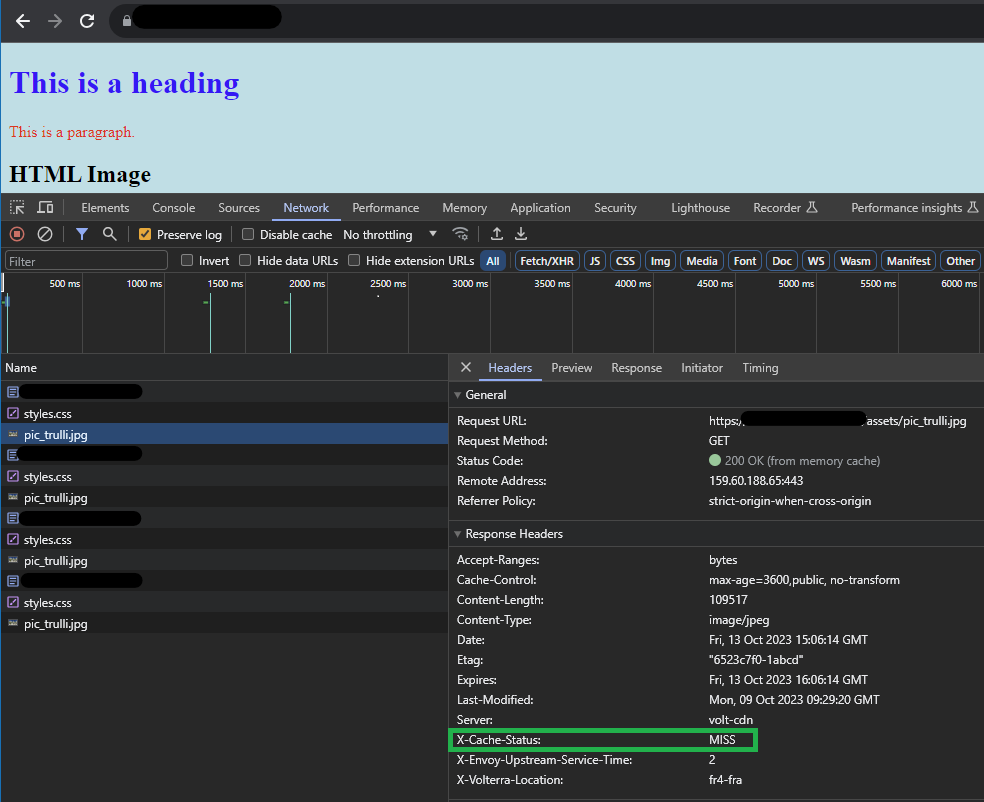 This is a heading
This is a paragraph.
HTML Image
Elements Console Sources Network Performance Memory Application Security Lighthouse Recorder Performance insights
Preserve log Disable cache No throttling
Filter Invert Hide data URLs Hide extension URLs All Fetch/XHR JS CSS Img Media Font Doc WS Wasm Manifest Other
500 ms 1000 ms 1500 ms 2000 ms 2500 ms 3000 ms 3500 ms 4000 ms 4500 ms 5000 ms 5500 ms 6000 ms
Name
styles.css
pic_trulli.jpg
styles.css
pic_trulli.jpg
styles.css
pic_trulli.jpg
styles.css
pic_trulli.jpg
Headers Preview Response Initiator Timing
General
Request URL: https:/ /assets/pic_trulli.jpg
Request Method: GET
Status Code: 200 OK (from memory cache)
Remote Address: 159.60.188.65:443
Referrer Policy: strict-origin-when-cross-origin
Response Headers
Accept-Ranges: bytes
Cache-Control: max-age=3600,public, no-transform
Content-Length: 109517
Content-Type: image/jpeg
Date: Fri, 13 Oct 2023 15:06:14 GMT
Etag: "6523c7f0-1abcd"
Expires: Fri, 13 Oct 2023 16:06:14 GMT
Last-Modified: Mon, 09 Oct 2023 09:29:20 GMT
Server: volt-cdn
X-Cache-Status: MISS
X-Envoy-Upstream-Service-Time: 2
X-Volterra-Location: fr4-fra